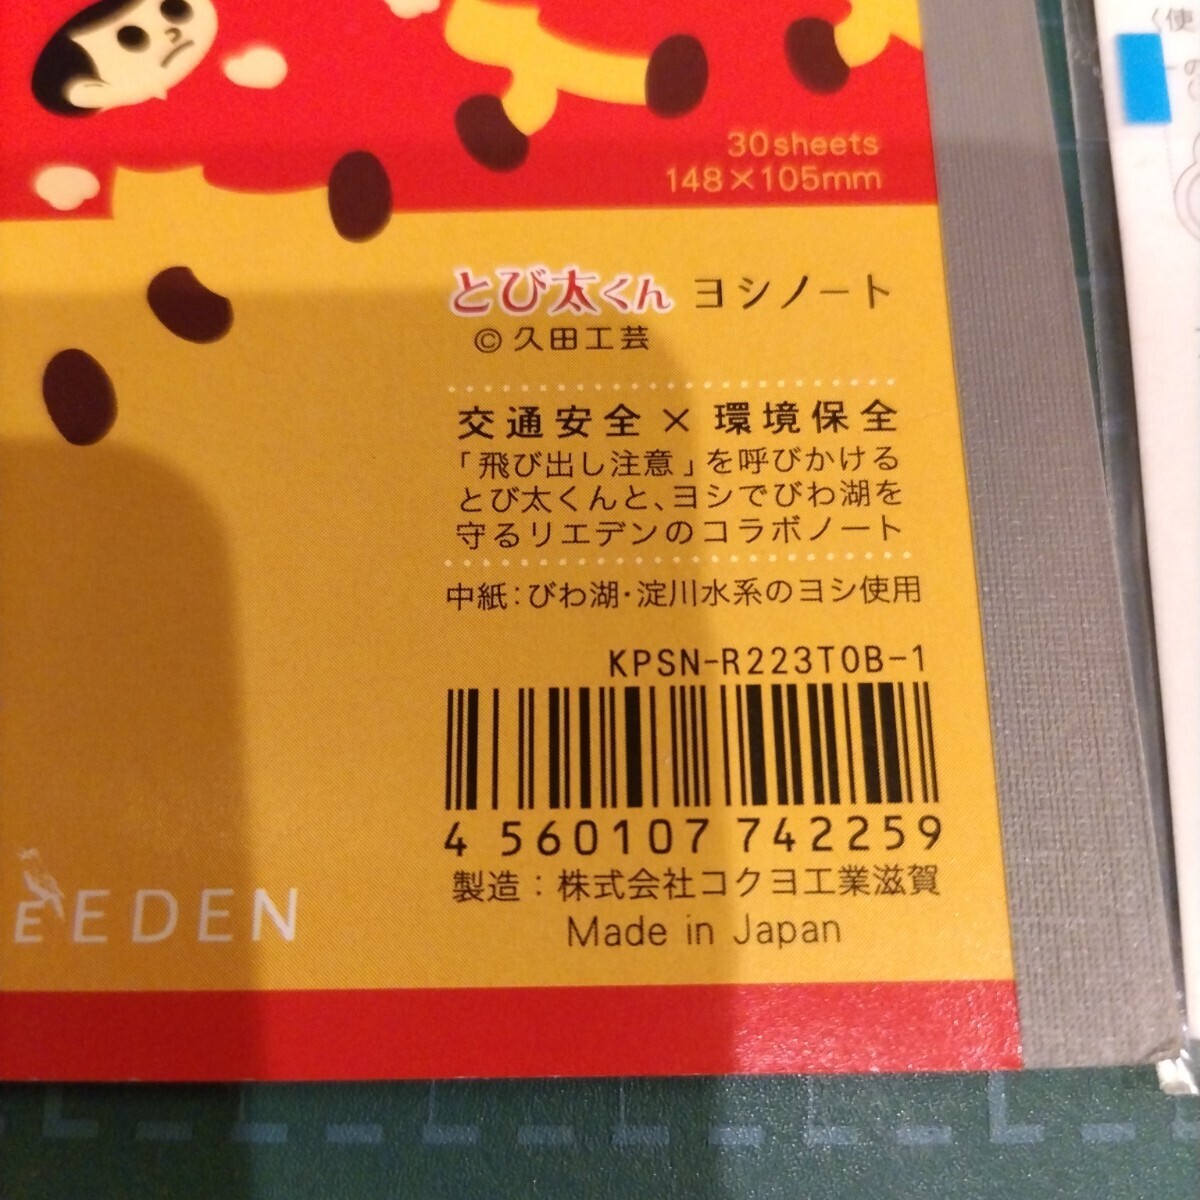 30sheets
148×105mm
とび太くん ヨシノート
©久田工芸
交通安全×環境保全
「飛び出し注意」を呼びかける
とび太くんと、ヨシでびわ湖を
守るリエデンのコラボノート
中紙：びわ湖・淀川水系のヨシ使用
KPSN-R223TOB-1
4 560107 742259
製造：株式会社コクヨ工業滋賀
Made in Japan
EEDEN
（使
の